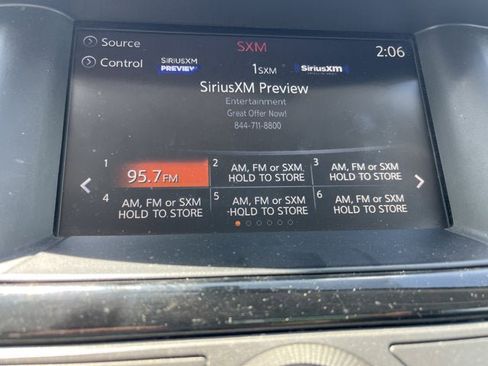 Source
SXM
2:06
Control
SIRIUSXM
PREVIEW
1SXM
SiriusXM
SiriusXM Preview
Entertainment
Great Offer Now!
844-711-8800
1
95.7 FM
2
AM, FM or SXM
HOLD TO STORE
3
AM, FM or SXM
HOLD TO STORE
4
AM, FM or SXM
HOLD TO STORE
5
AM, FM or SXM
HOLD TO STORE
6
AM, FM or SXM
HOLD TO STORE